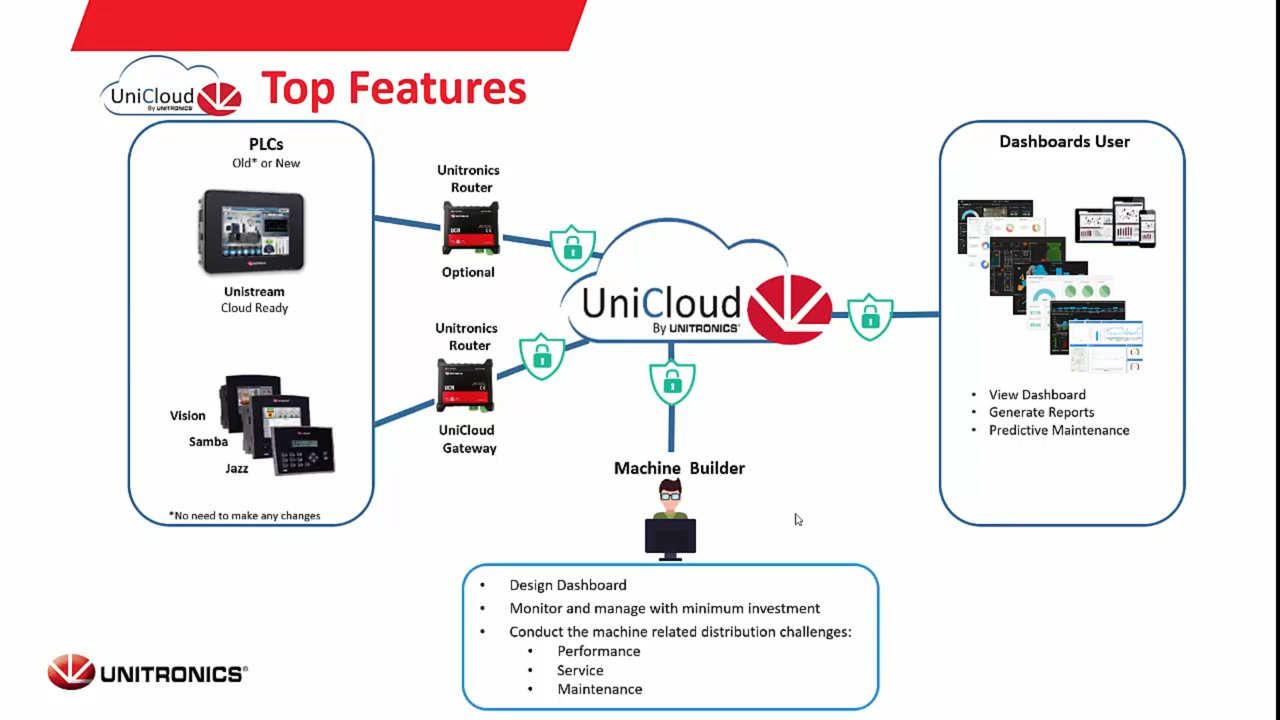 UniCloud
By UNITRONICS
Top Features
PLCs
Old* or New
Unistream
Cloud Ready
Vision
Samba
Jazz
*No need to make any changes
Unitronics
Router
UCR
Optional
Unitronics
Router
UCR
UniCloud
Gateway
UniCloud
By UNITRONICS®
Machine Builder
Design Dashboard
Monitor and manage with minimum investment
Conduct the machine related distribution challenges:
Performance
Service
Maintenance
Dashboards User
View Dashboard
Generate Reports
Predictive Maintenance
UNITRONICS®